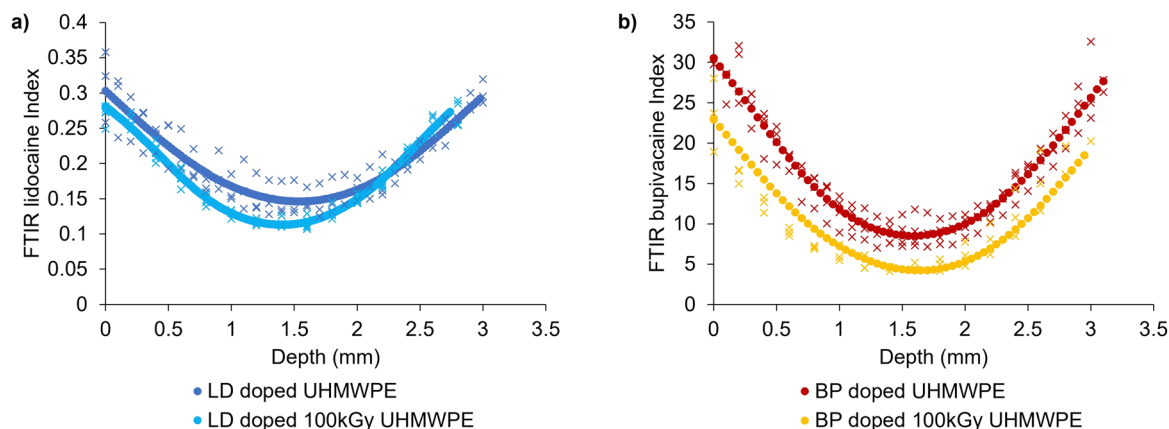 a)
FTIR lidocaine Index
0.4
0.35
0.3
0.25
0.2
0.15
0.1
0.05
0
0 0.5 1 1.5 2 2.5 3 3.5
Depth (mm)
LD doped UHMWPE
LD doped 100kGy UHMWPE
b)
FTIR bupivacaine Index
35
30
25
20
15
10
5
0
0 0.5 1 1.5 2 2.5 3 3.5
Depth (mm)
BP doped UHMWPE
BP doped 100kGy UHMWPE